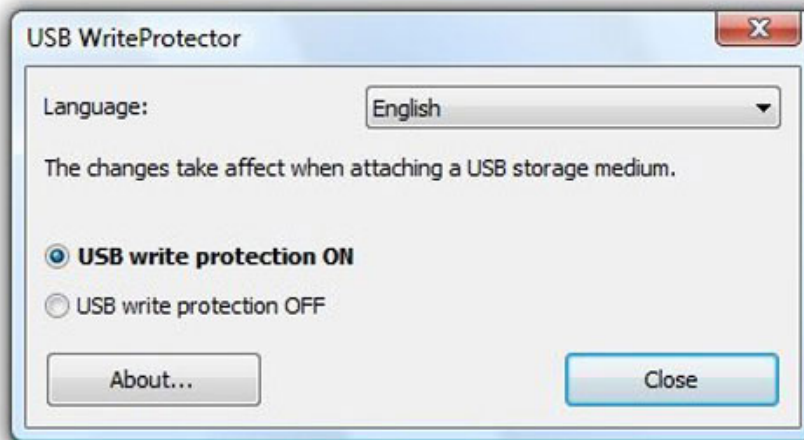 USB WriteProtector
Language:
English
The changes take affect when attaching a USB storage medium.
USB write protection ON
USB write protection OFF
About...
Close